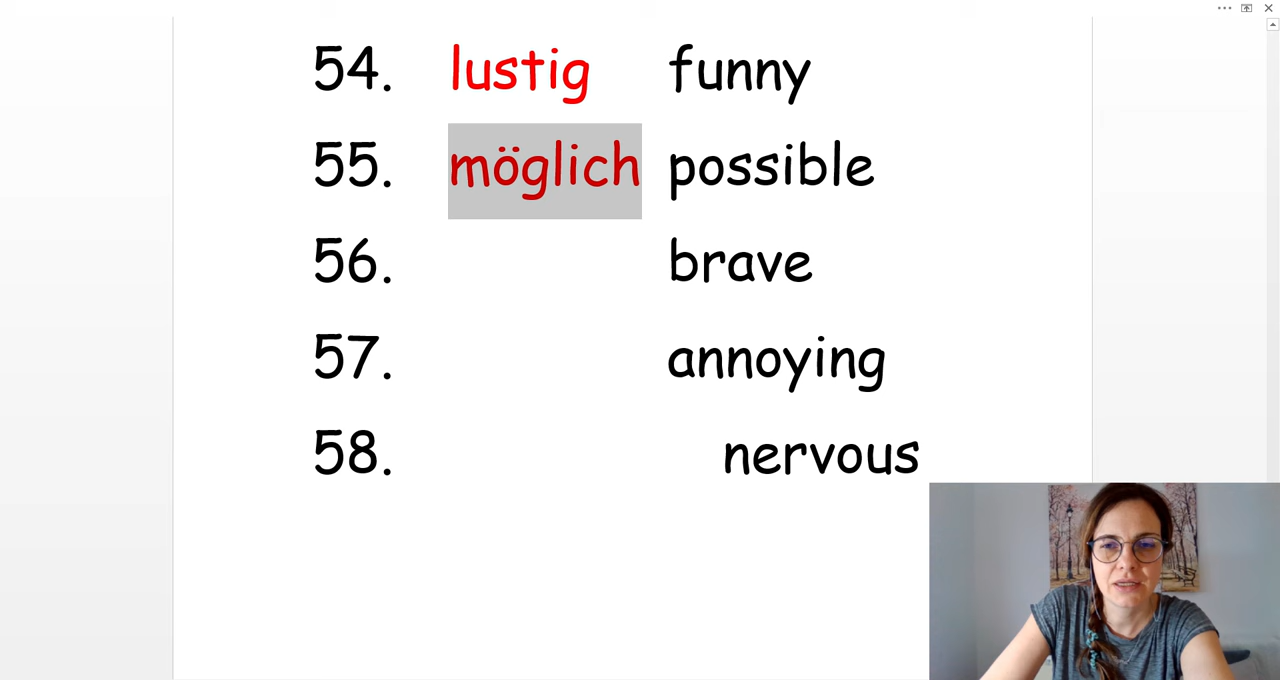 54. lustig funny
55. möglich possible
56. brave
57. annoying
58. nervous